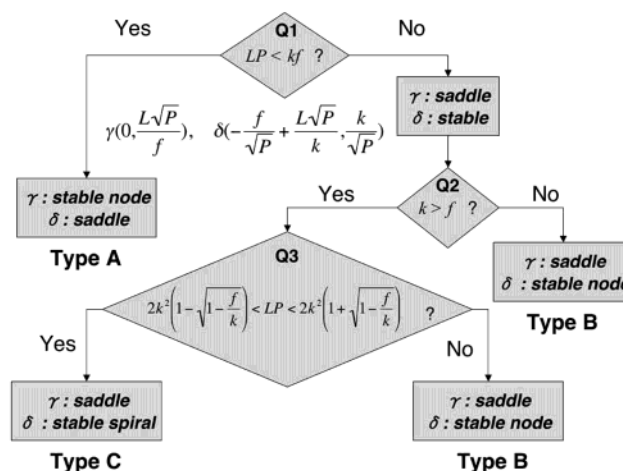 Yes
Q1
No
LP < kf ?
γ : saddle
δ : stable
γ(0, L√P/f), δ(-f/√P + L√P/k, k/√P)
Yes
Q2
No
k > f ?
γ : stable node
δ : saddle
Type A
γ : saddle
δ : stable node
Type B
Q3
2k²(1-√(1-f/k)) < LP < 2k²(1+√(1-f/k)) ?
Yes
No
γ : saddle
δ : stable spiral
Type C
γ : saddle
δ : stable node
Type B